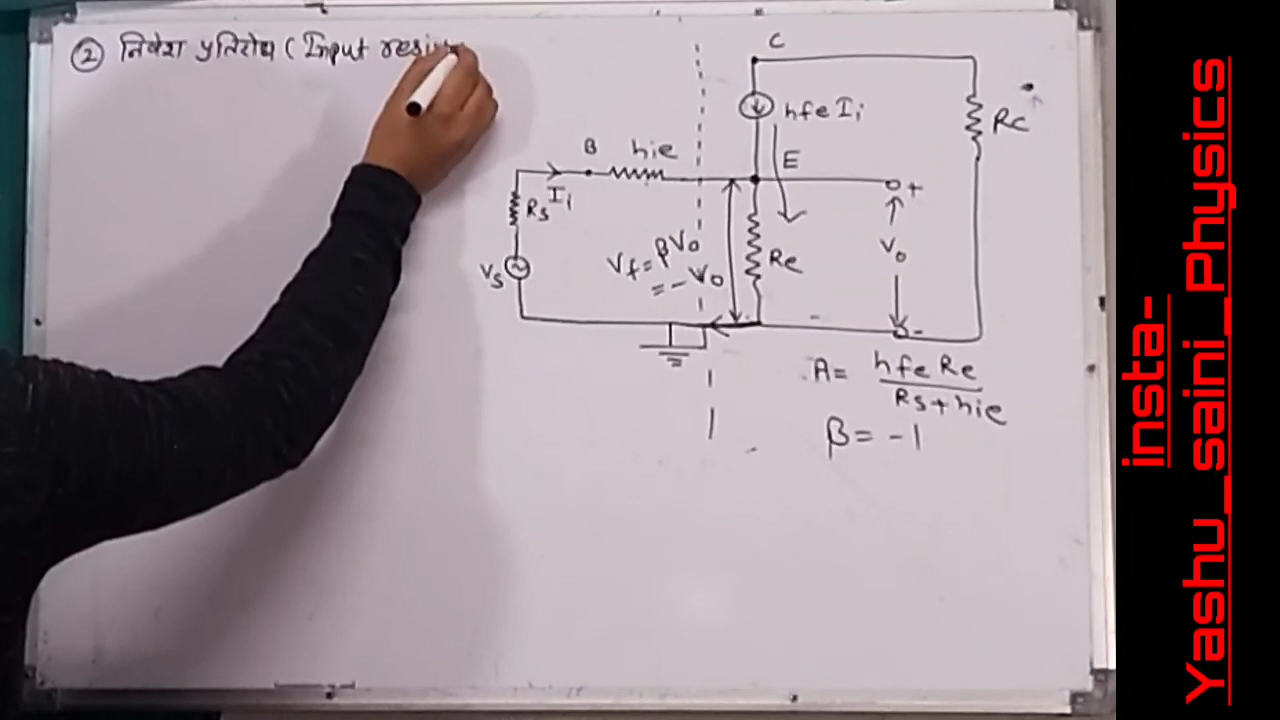 ② निवेश प्रतिरोध ( Input resis
C
hfe Ii
Rc
B hie
E
+
Ii
Rs
Vs
Vf = βVo
= -Vo
Re
Vo
-
A = hfe Re
Rs + hie
β = -1
insta-
Yashu_saini_Physics